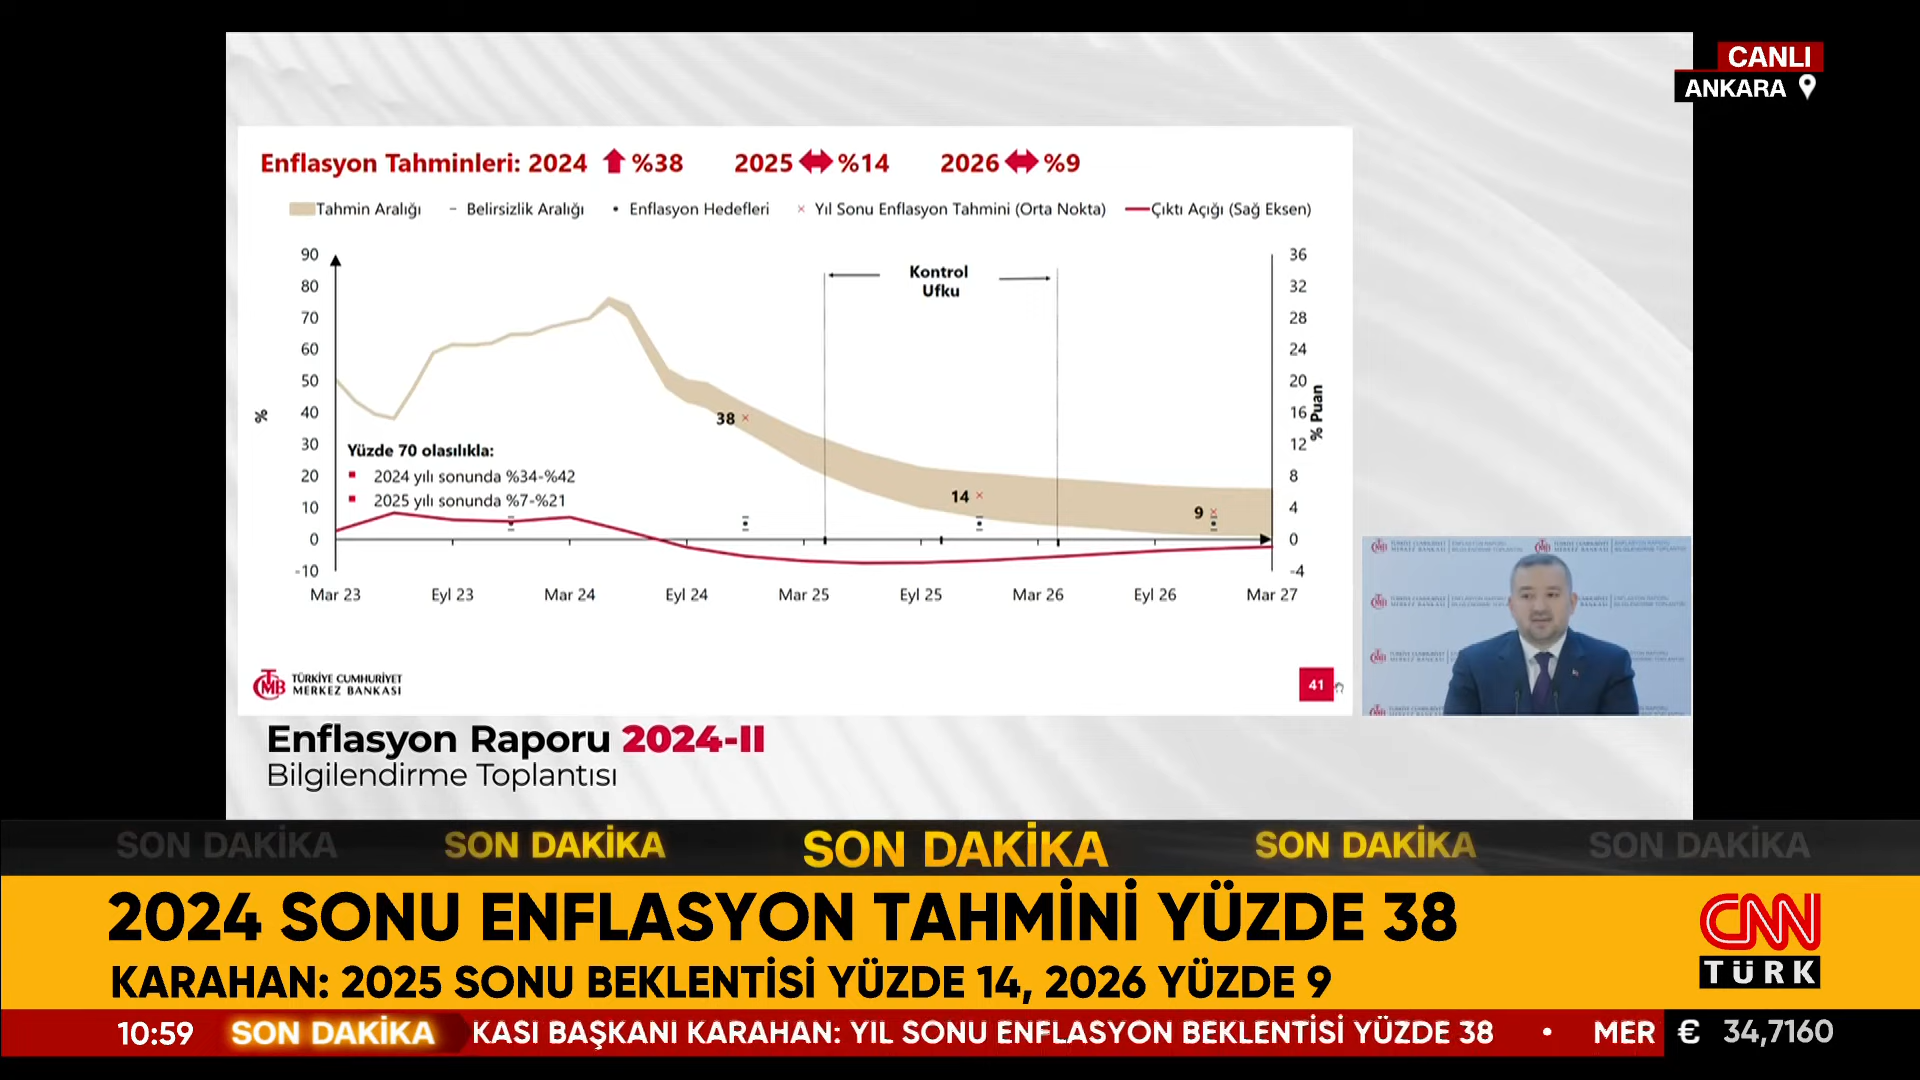 CANLI
ANKARA
Enflasyon Tahminleri: 2024 %38 2025 %14 2026 %9
Tahmin Aralığı Belirsizlik Aralığı Enflasyon Hedefleri Yıl Sonu Enflasyon Tahmini (Orta Nokta) Çıktı Açığı (Sağ Eksen)
90
80
70
60
50
40
30
20
10
0
-10
%
Kontrol
Ufku
38
14
9
Yüzde 70 olasılıkla:
2024 yılı sonunda %34-%42
2025 yılı sonunda %7-%21
36
32
28
24
20
16
12
8
4
0
-4
% Puan
Mar 23 Eyl 23 Mar 24 Eyl 24 Mar 25 Eyl 25 Mar 26 Eyl 26 Mar 27
TCMB
TÜRKİYE CUMHURİYET
MERKEZ BANKASI
41
Enflasyon Raporu 2024-II
Bilgilendirme Toplantısı
SON DAKİKA SON DAKİKA SON DAKİKA SON DAKİKA SON DAKİKA
2024 SONU ENFLASYON TAHMİNİ YÜZDE 38
KARAHAN: 2025 SONU BEKLENTİSİ YÜZDE 14, 2026 YÜZDE 9
CNN
TÜRK
10:59 SON DAKİKA KASI BAŞKANI KARAHAN: YIL SONU ENFLASYON BEKLENTİSİ YÜZDE 38 • MER € 34,7160